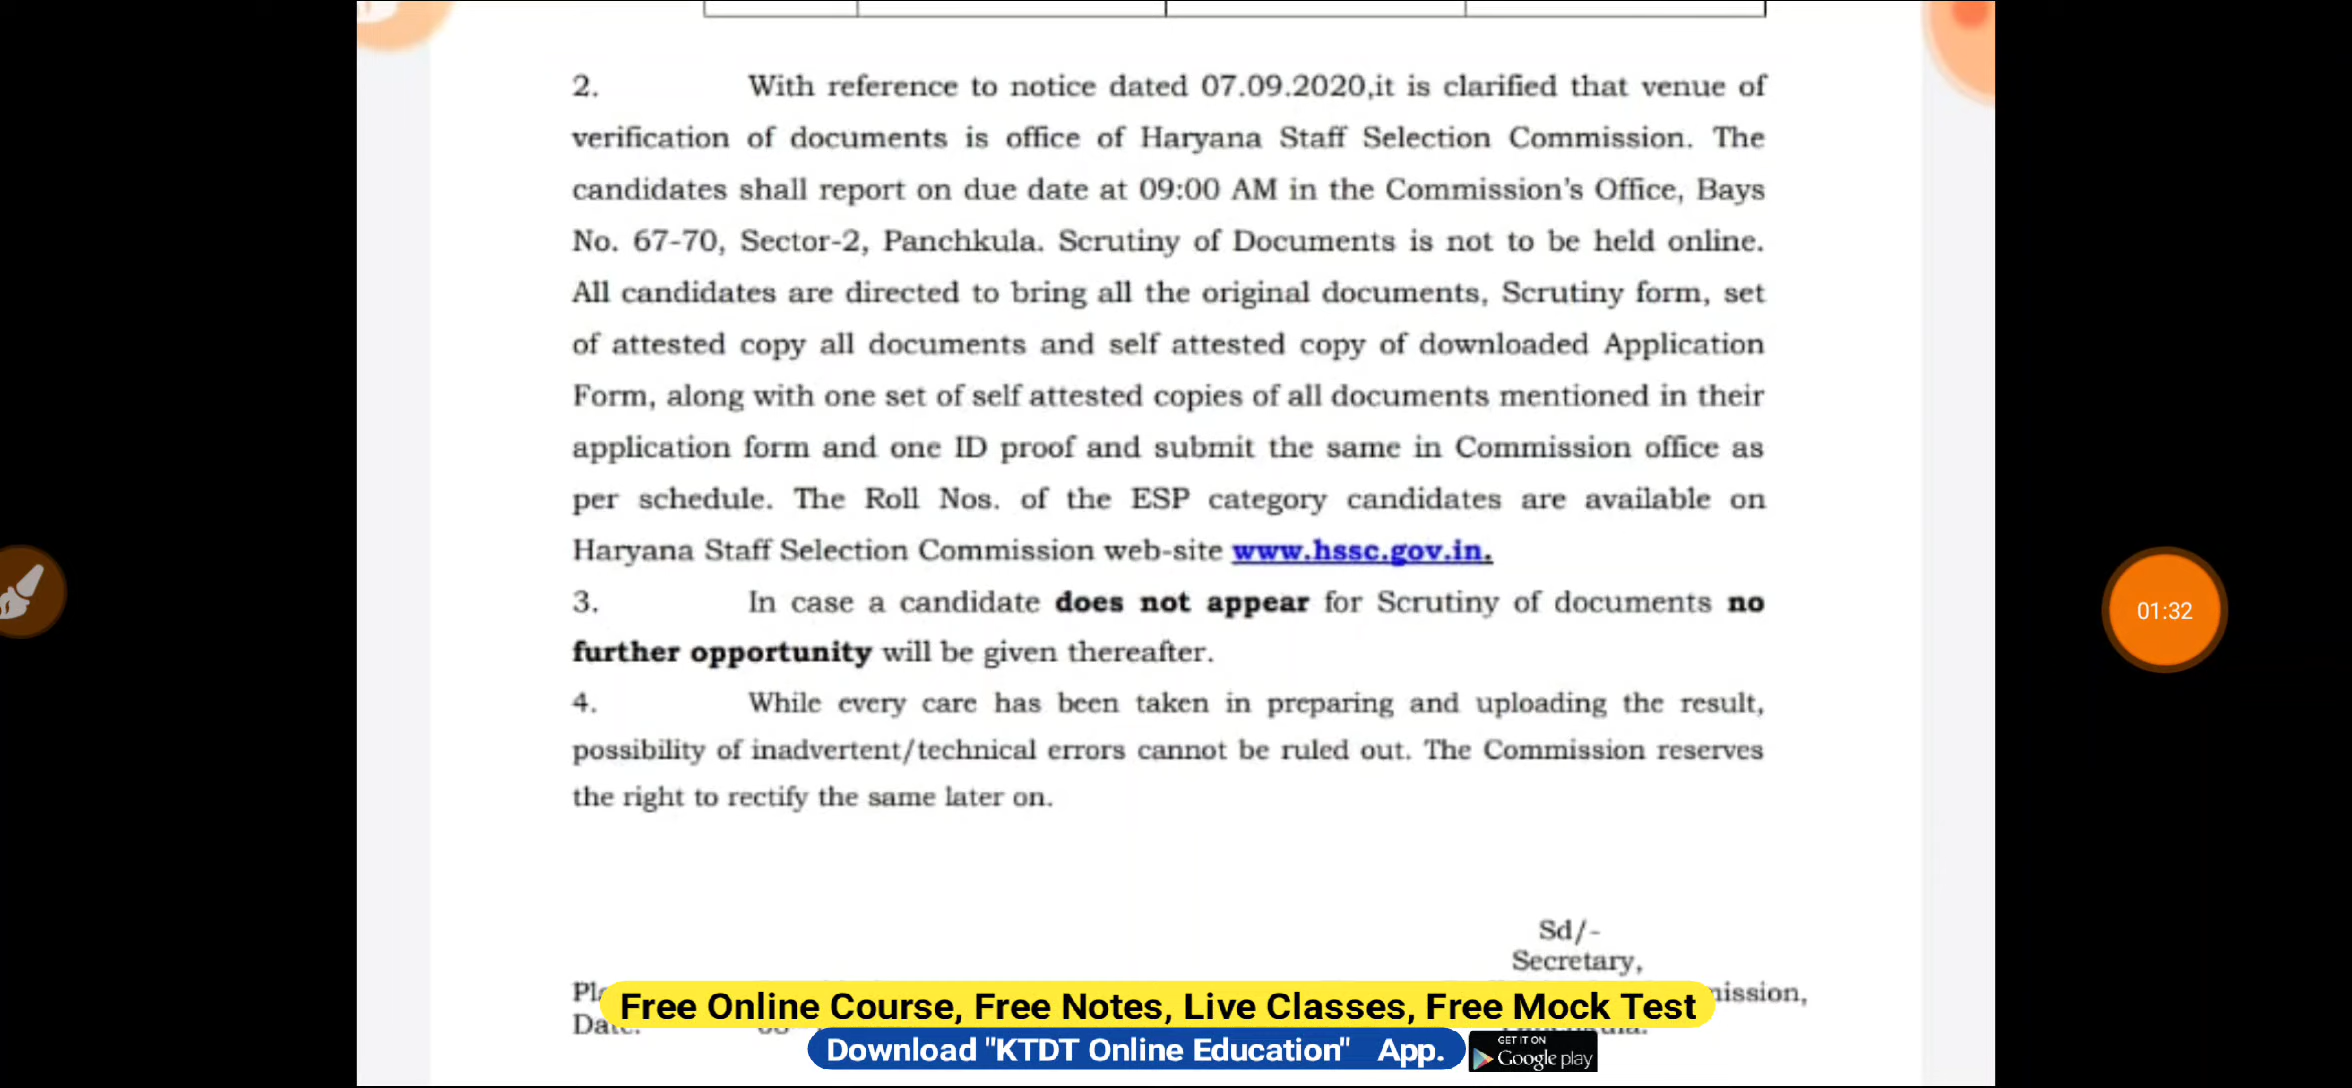 2. With reference to notice dated 07.09.2020,it is clarified that venue of
verification of documents is office of Haryana Staff Selection Commission. The
candidates shall report on due date at 09:00 AM in the Commission's Office, Bays
No. 67-70, Sector-2, Panchkula. Scrutiny of Documents is not to be held online.
All candidates are directed to bring all the original documents, Scrutiny form, set
of attested copy all documents and self attested copy of downloaded Application
Form, along with one set of self attested copies of all documents mentioned in their
application form and one ID proof and submit the same in Commission office as
per schedule. The Roll Nos. of the ESP category candidates are available on
Haryana Staff Selection Commission web-site www.hssc.gov.in.
3. In case a candidate does not appear for Scrutiny of documents no
further opportunity will be given thereafter.
4. While every care has been taken in preparing and uploading the result,
possibility of inadvertent/technical errors cannot be ruled out. The Commission reserves
the right to rectify the same later on.
01:32
Sd/-
Secretary,
Free Online Course, Free Notes, Live Classes, Free Mock Test
Date:
Download "KTDT Online Education" App.
GET IT ON
Google play